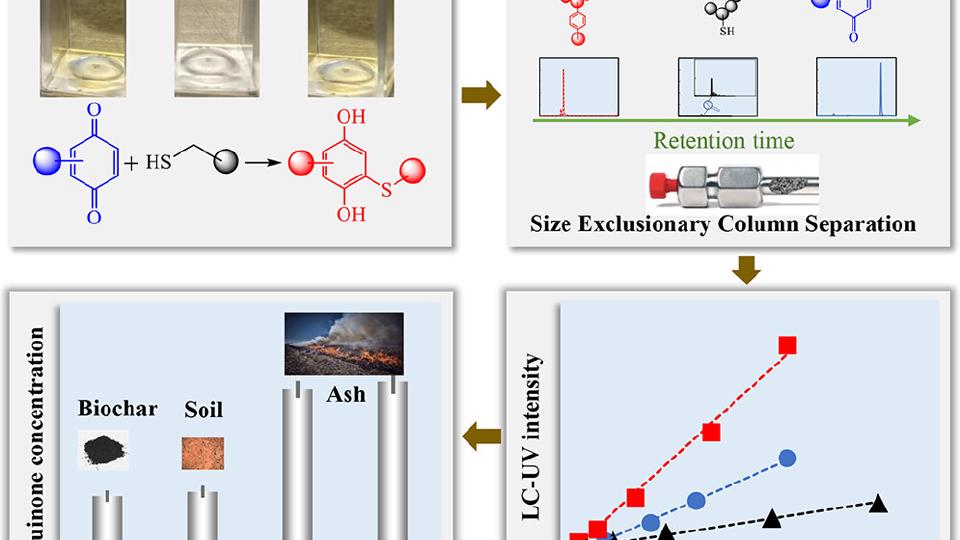 O
HS
O
OH
S
OH
SH
O
Retention time
Size Exclusionary Column Separation
uinone concentration
Biochar
Soil
Ash
LC-UV intensity